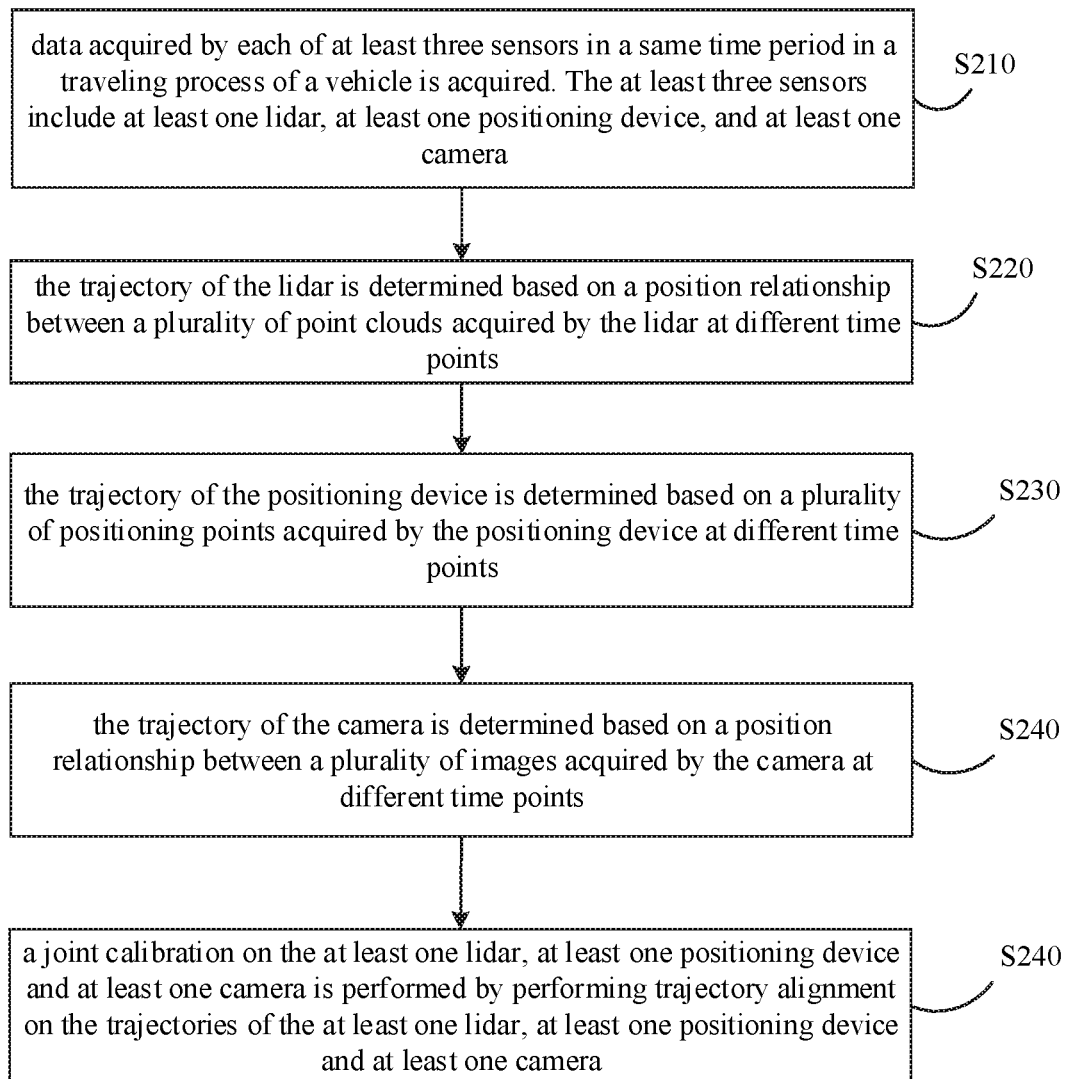 data acquired by each of at least three sensors in a same time period in a
traveling process of a vehicle is acquired. The at least three sensors
include at least one lidar, at least one positioning device, and at least one
camera
S210
the trajectory of the lidar is determined based on a position relationship
between a plurality of point clouds acquired by the lidar at different time
points
S220
the trajectory of the positioning device is determined based on a plurality
of positioning points acquired by the positioning device at different time
points
S230
the trajectory of the camera is determined based on a position
relationship between a plurality of images acquired by the camera at
different time points
S240
a joint calibration on the at least one lidar, at least one positioning device
and at least one camera is performed by performing trajectory alignment
on the trajectories of the at least one lidar, at least one positioning device
and at least one camera
S240